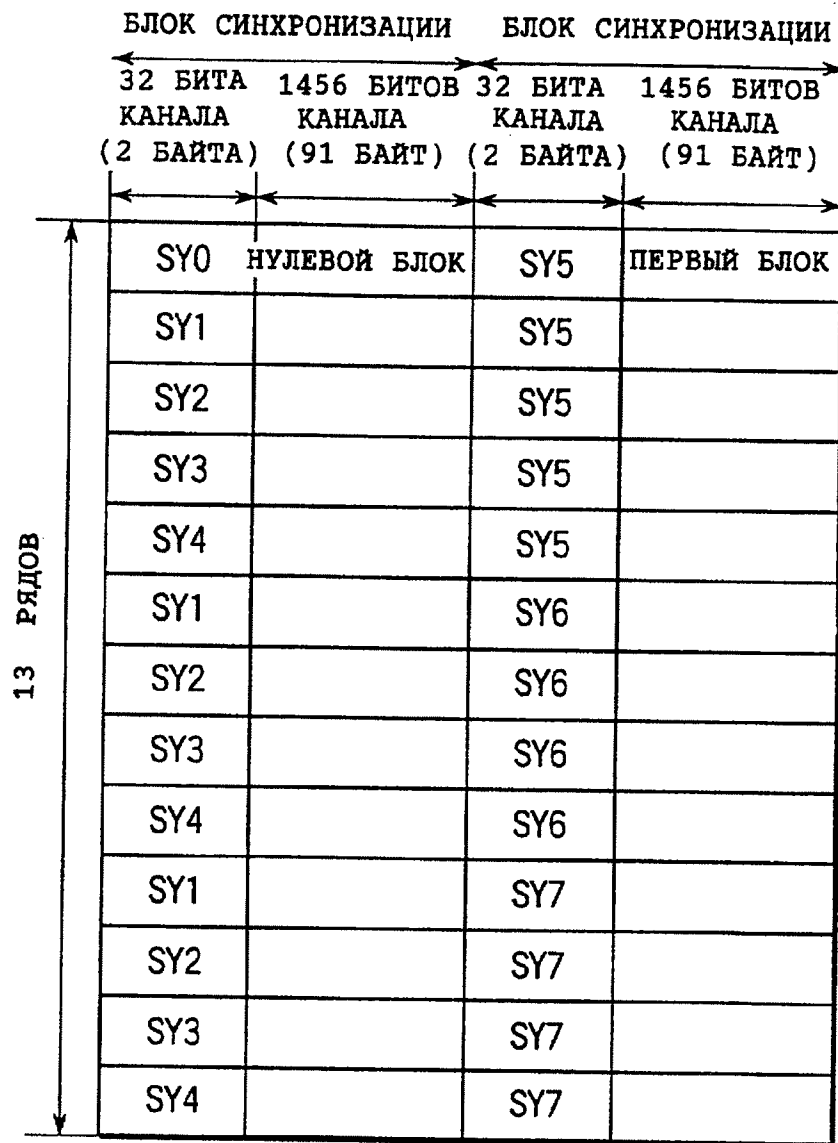 БЛОК СИНХРОНИЗАЦИИ БЛОК СИНХРОНИЗАЦИИ
32 БИТА 1456 БИТОВ 32 БИТА 1456 БИТОВ
КАНАЛА КАНАЛА КАНАЛА КАНАЛА
(2 БАЙТА) (91 БАЙТ) (2 БАЙТА) (91 БАЙТ)
SY0 НУЛЕВОЙ БЛОК SY5 ПЕРВЫЙ БЛОК
SY1 SY5
SY2 SY5
SY3 SY5
SY4 SY5
SY1 SY6
SY2 SY6
SY3 SY6
SY4 SY6
SY1 SY7
SY2 SY7
SY3 SY7
SY4 SY7
13 РЯДОВ